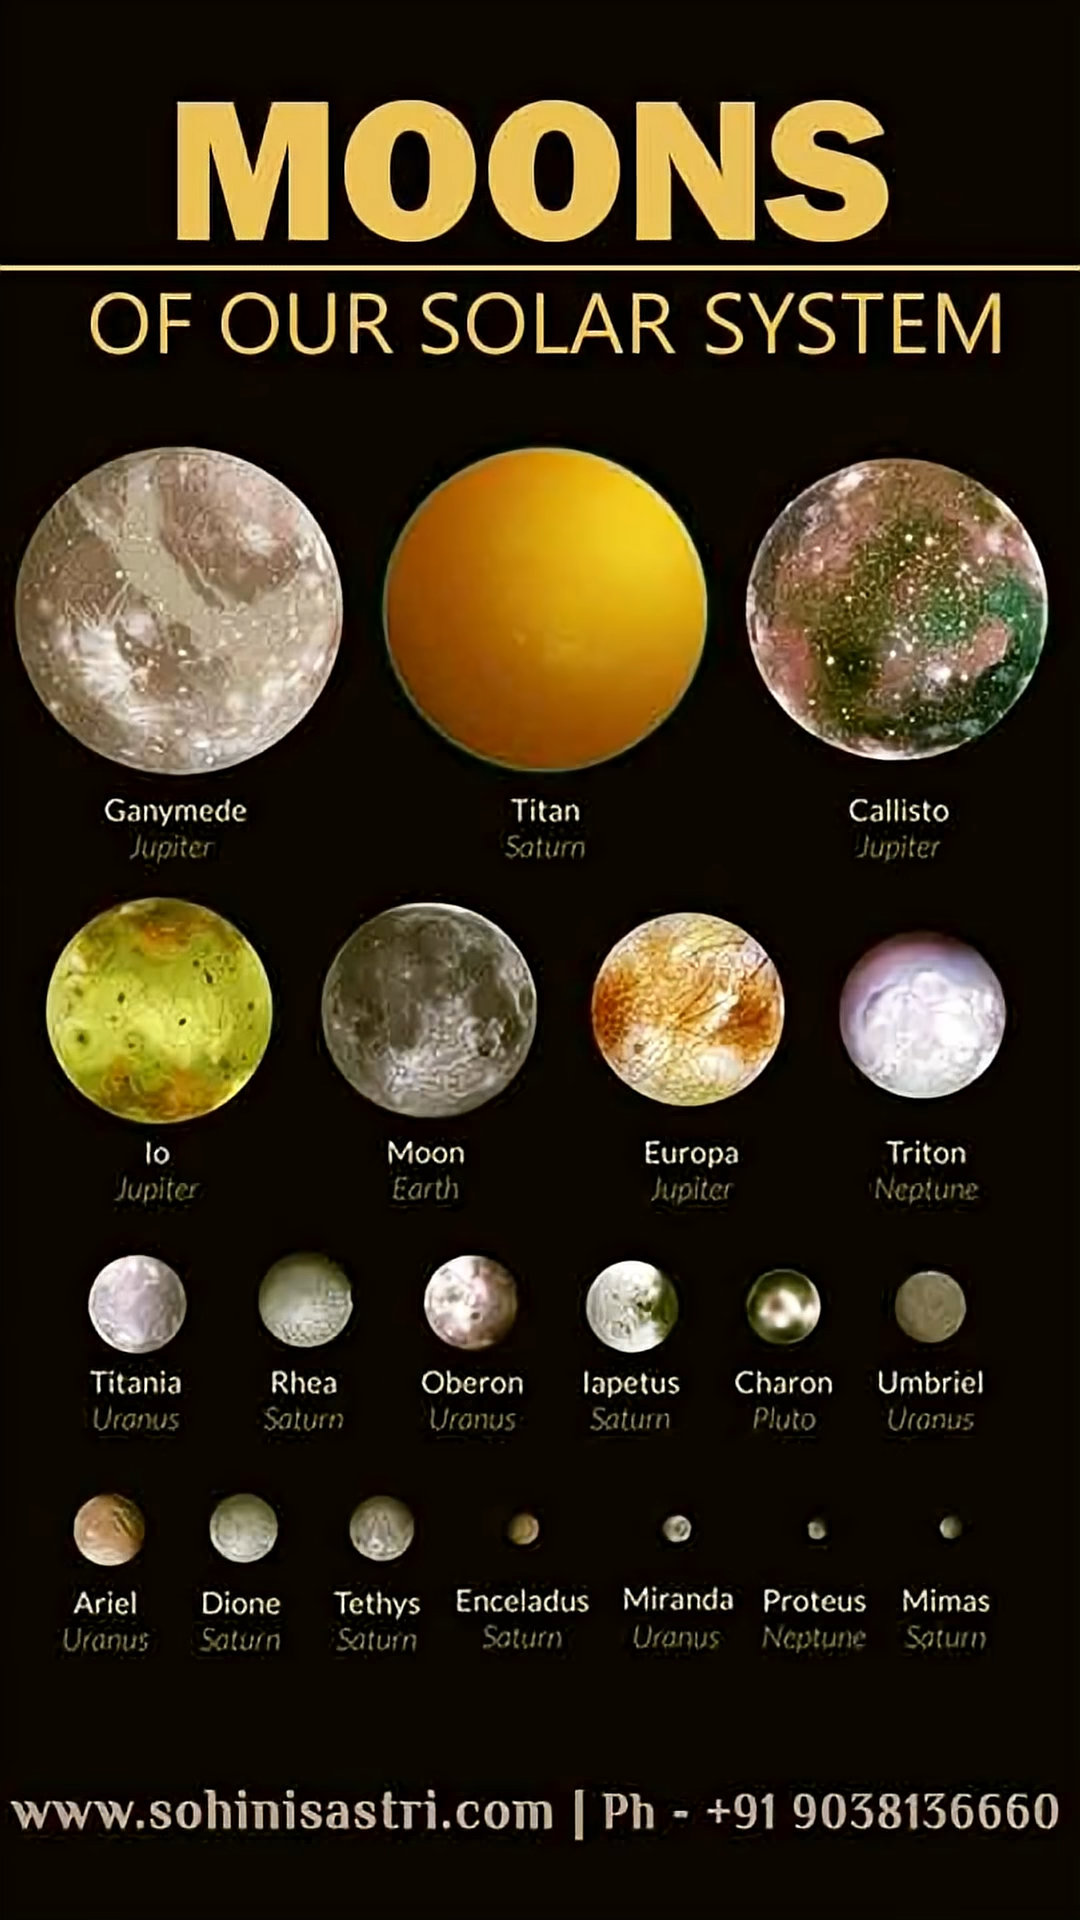 MOONS
OF OUR SOLAR SYSTEM
Ganymede Titan Callisto
Jupiter Saturn Jupiter
Io Moon Europa Triton
Jupiter Earth Jupiter Neptune
Titania Rhea Oberon Iapetus Charon Umbriel
Uranus Saturn Uranus Saturn Pluto Uranus
Ariel Dione Tethys Enceladus Miranda Proteus Mimas
Uranus Saturn Saturn Saturn Uranus Neptune Saturn
www.sohinisastri.com | Ph - +91 9038136660